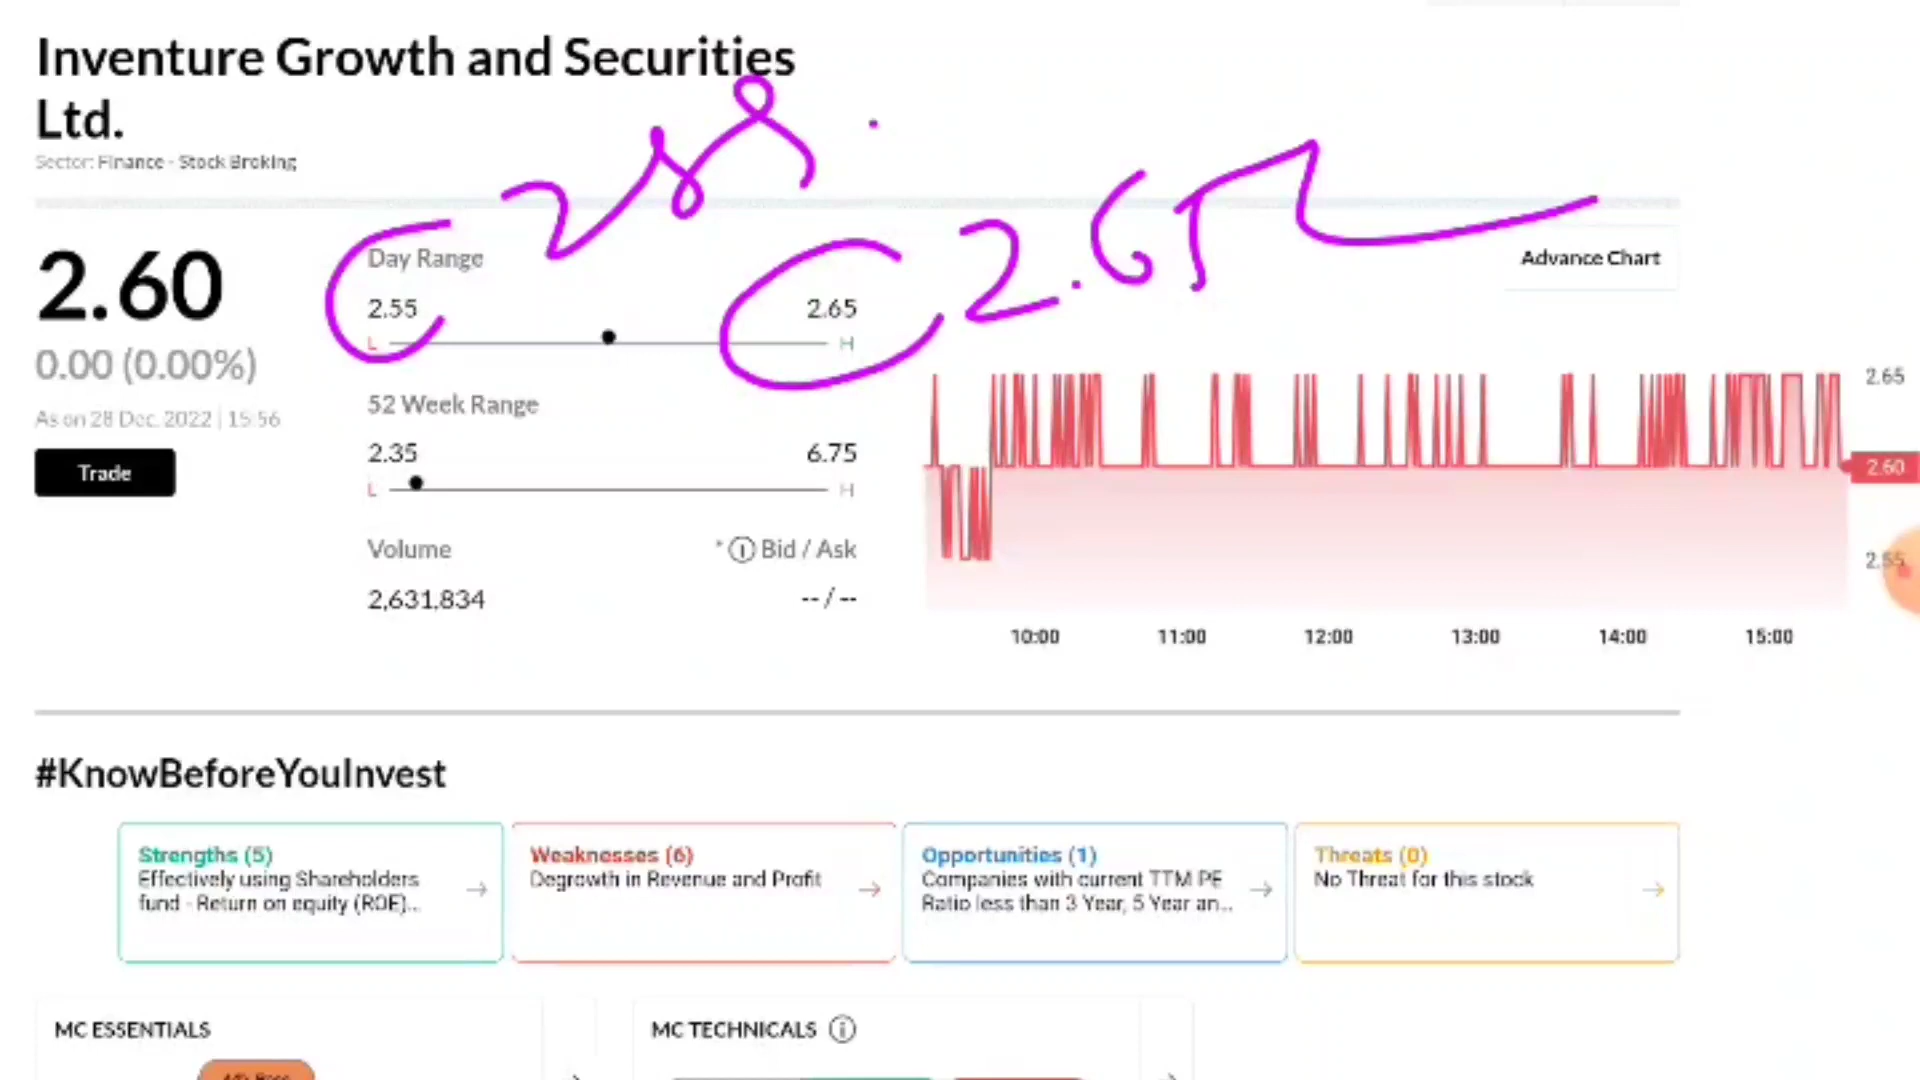 Inventure Growth and Securities
Ltd.
Sector: Finance - Stock Broking
2.60
0.00 (0.00%)
As on 28 Dec, 2022 | 15:56
Trade
Day Range
2.55 2.65
L H
52 Week Range
2.35 6.75
L H
Volume * Bid / Ask
2,631,834 -- / --
2.65
Advance Chart
2.65
2.60
2.55
10:00 11:00 12:00 13:00 14:00 15:00
#KnowBeforeYouInvest
Strengths (5)
Effectively using Shareholders
fund - Return on equity (ROE)...
Weaknesses (6)
Degrowth in Revenue and Profit
Opportunities (1)
Companies with current TTM PE
Ratio less than 3 Year, 5 Year an...
Threats (0)
No Threat for this stock
MC ESSENTIALS
MC TECHNICALS